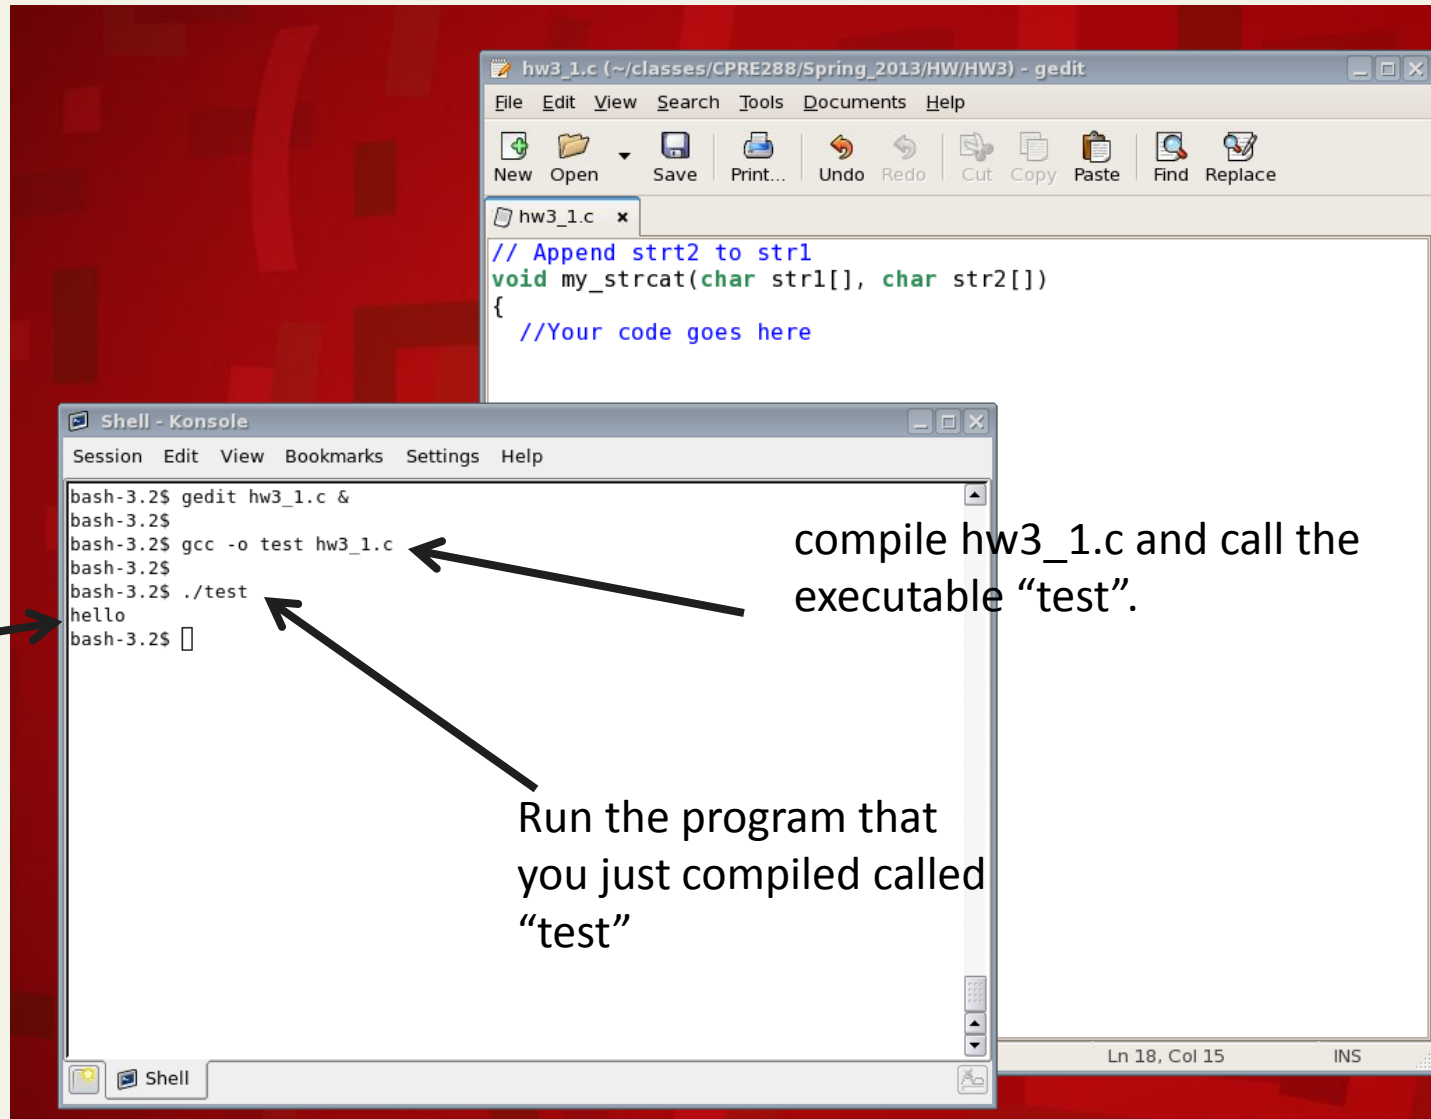 hw3_1.c (~/classes/CPRE288/Spring_2013/HW/HW3) - gedit
File Edit View Search Tools Documents Help
New Open Save Print... Undo Redo Cut Copy Paste Find Replace
hw3_1.c
// Append strt2 to str1
void my_strcat(char str1[], char str2[])
{
//Your code goes here
Shell - Konsole
Session Edit View Bookmarks Settings Help
bash-3.2$ gedit hw3_1.c &
bash-3.2$
bash-3.2$ gcc -o test hw3_1.c
bash-3.2$
bash-3.2$ ./test
hello
bash-3.2$
compile hw3_1.c and call the
executable “test”.
Run the program that
you just compiled called
“test”
Ln 18, Col 15 INS
Shell